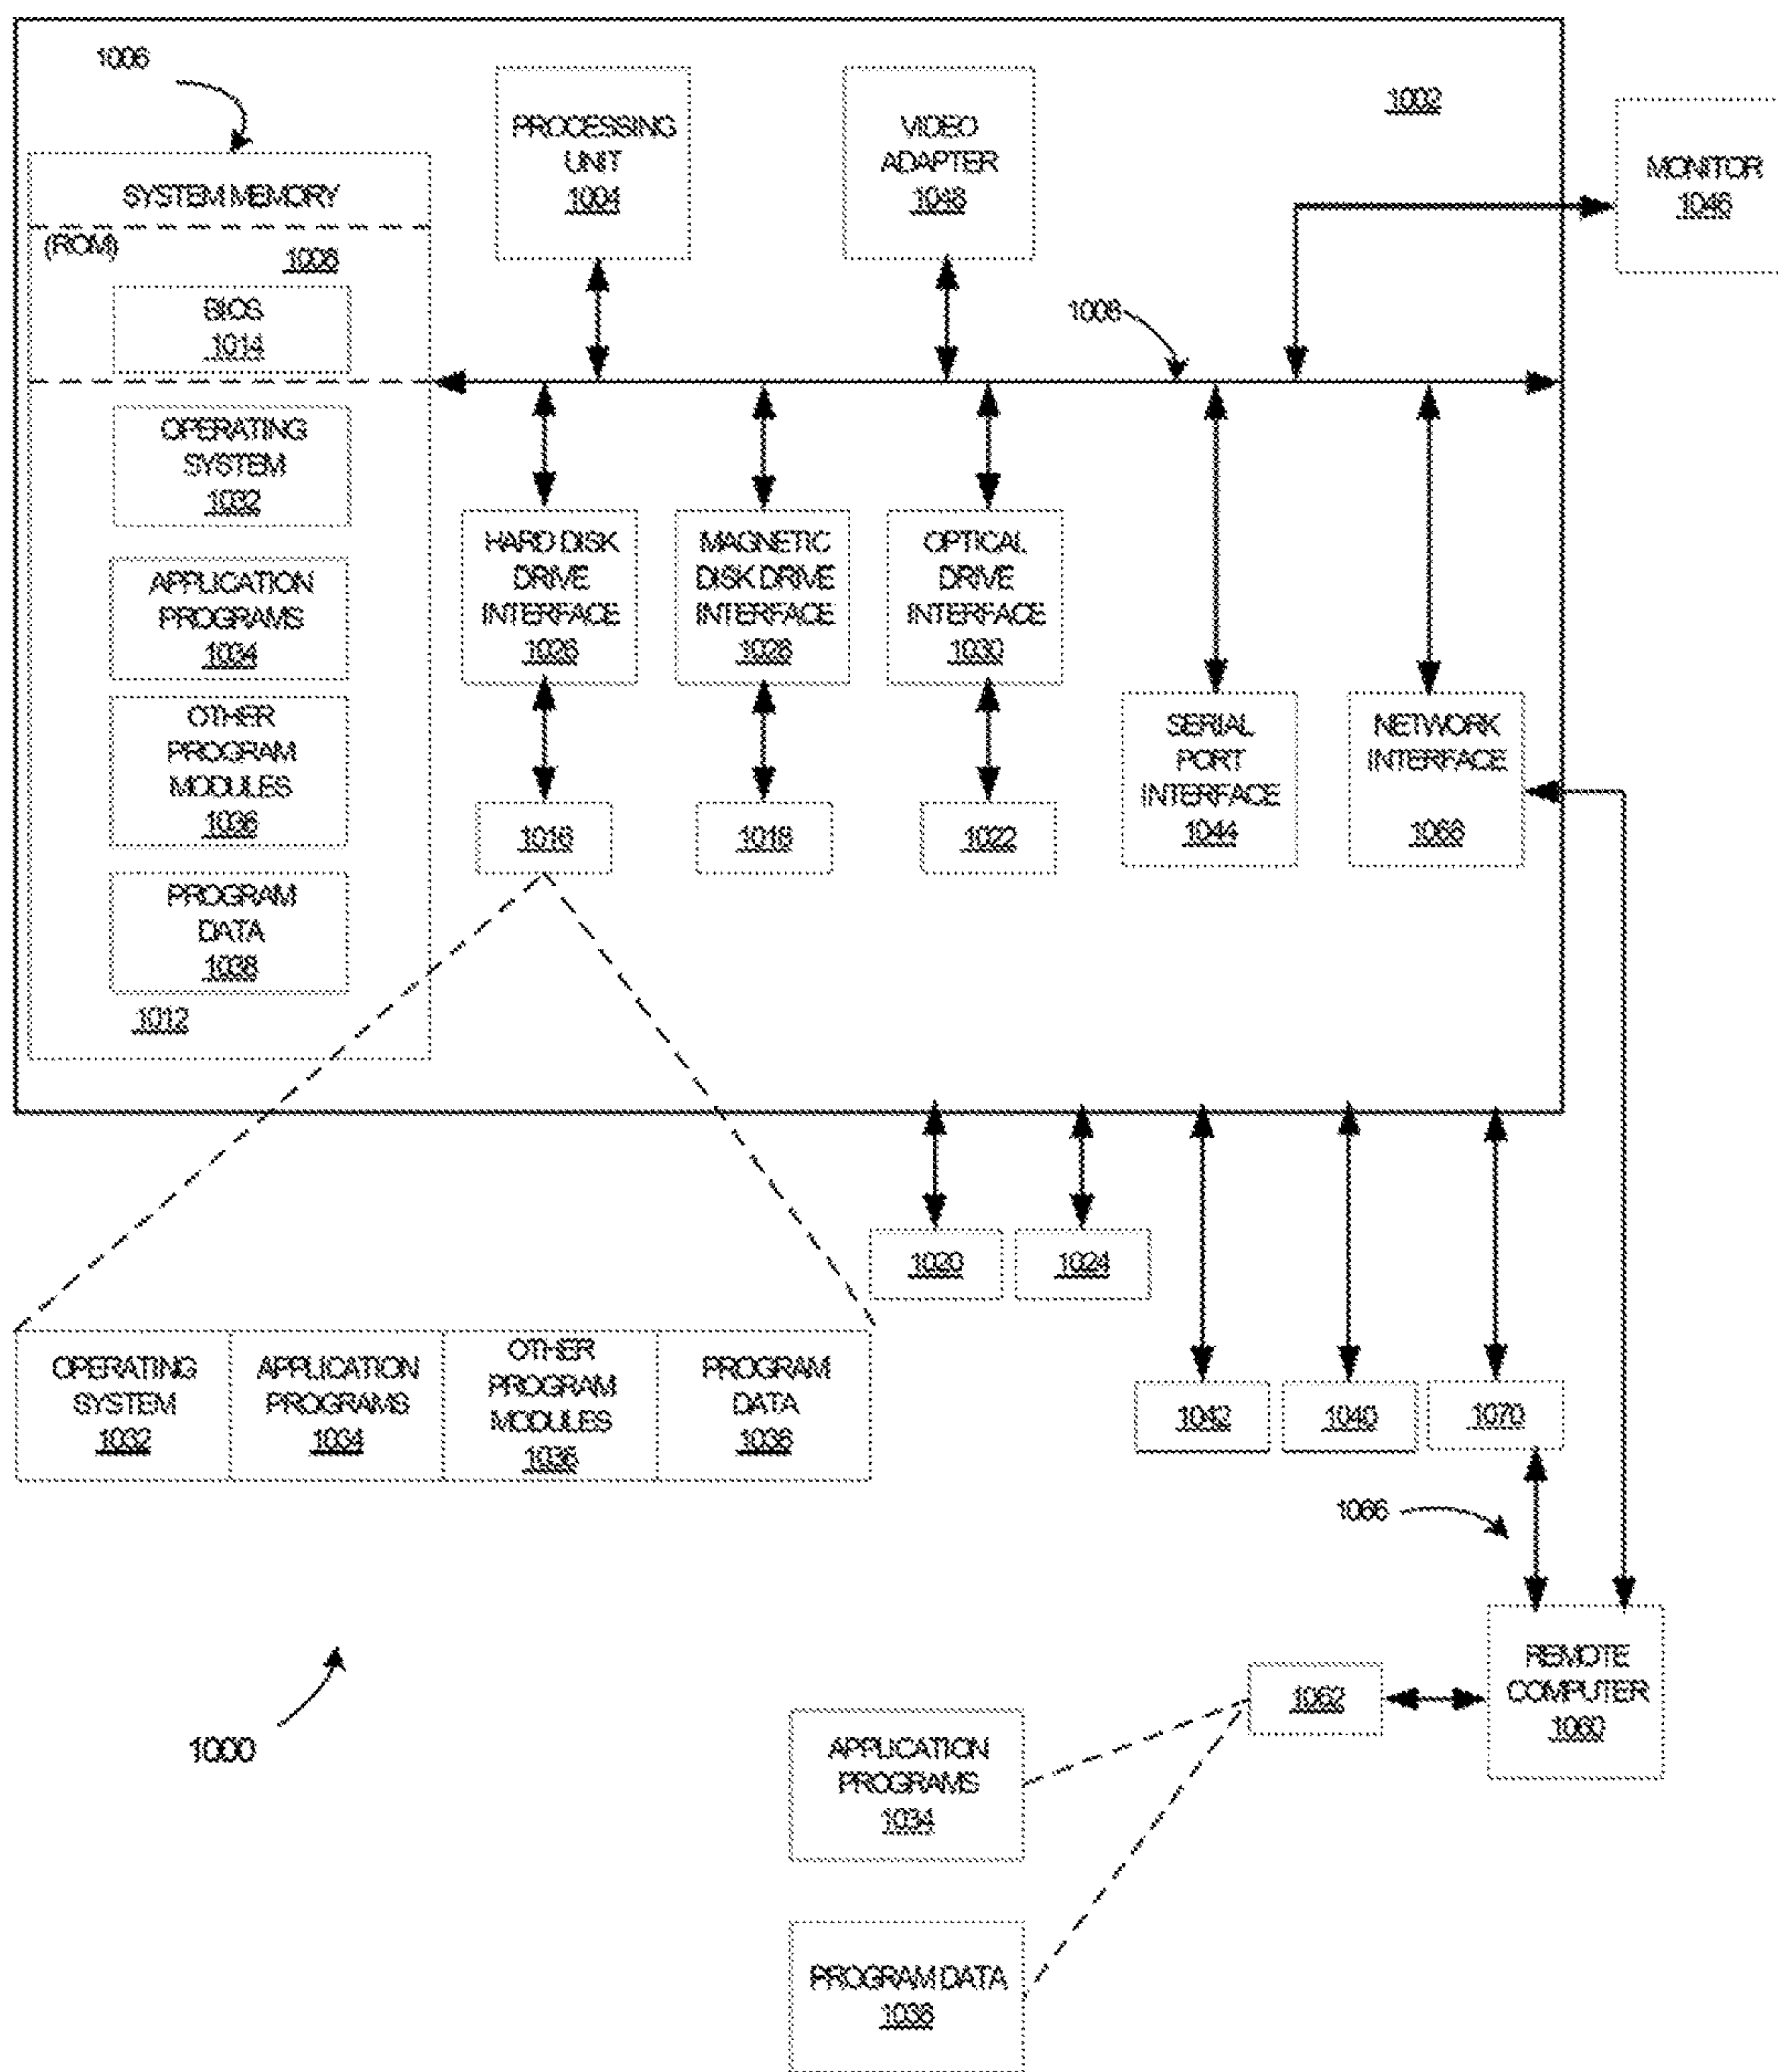 1006
PROCESSING
UNIT
1004
VIDEO
ADAPTER
1048
1002
MONITOR
1046
SYSTEM MEMORY
(ROM)
1008
BIOS
1014
1008
OPERATING
SYSTEM
1032
APPLICATION
PROGRAMS
1034
OTHER
PROGRAM
MODULES
1036
PROGRAM
DATA
1038
1012
HARD DISK
DRIVE
INTERFACE
1026
MAGNETIC
DISK DRIVE
INTERFACE
1028
OPTICAL
DRIVE
INTERFACE
1030
SERIAL
PORT
INTERFACE
1044
NETWORK
INTERFACE
1016
1018
1022
1020
1024
OPERATING
SYSTEM
1032
APPLICATION
PROGRAMS
1034
OTHER
PROGRAM
MODULES
1036
PROGRAM
DATA
1042
1040
1070
1066
REMOTE
COMPUTER
1060
1062
1000
APPLICATION
PROGRAMS
1034
PROGRAM DATA
1038